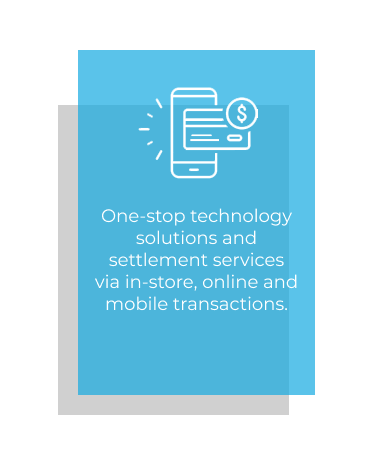 $
One-stop technology
solutions and
settlement services
via in-store, online and
mobile transactions.